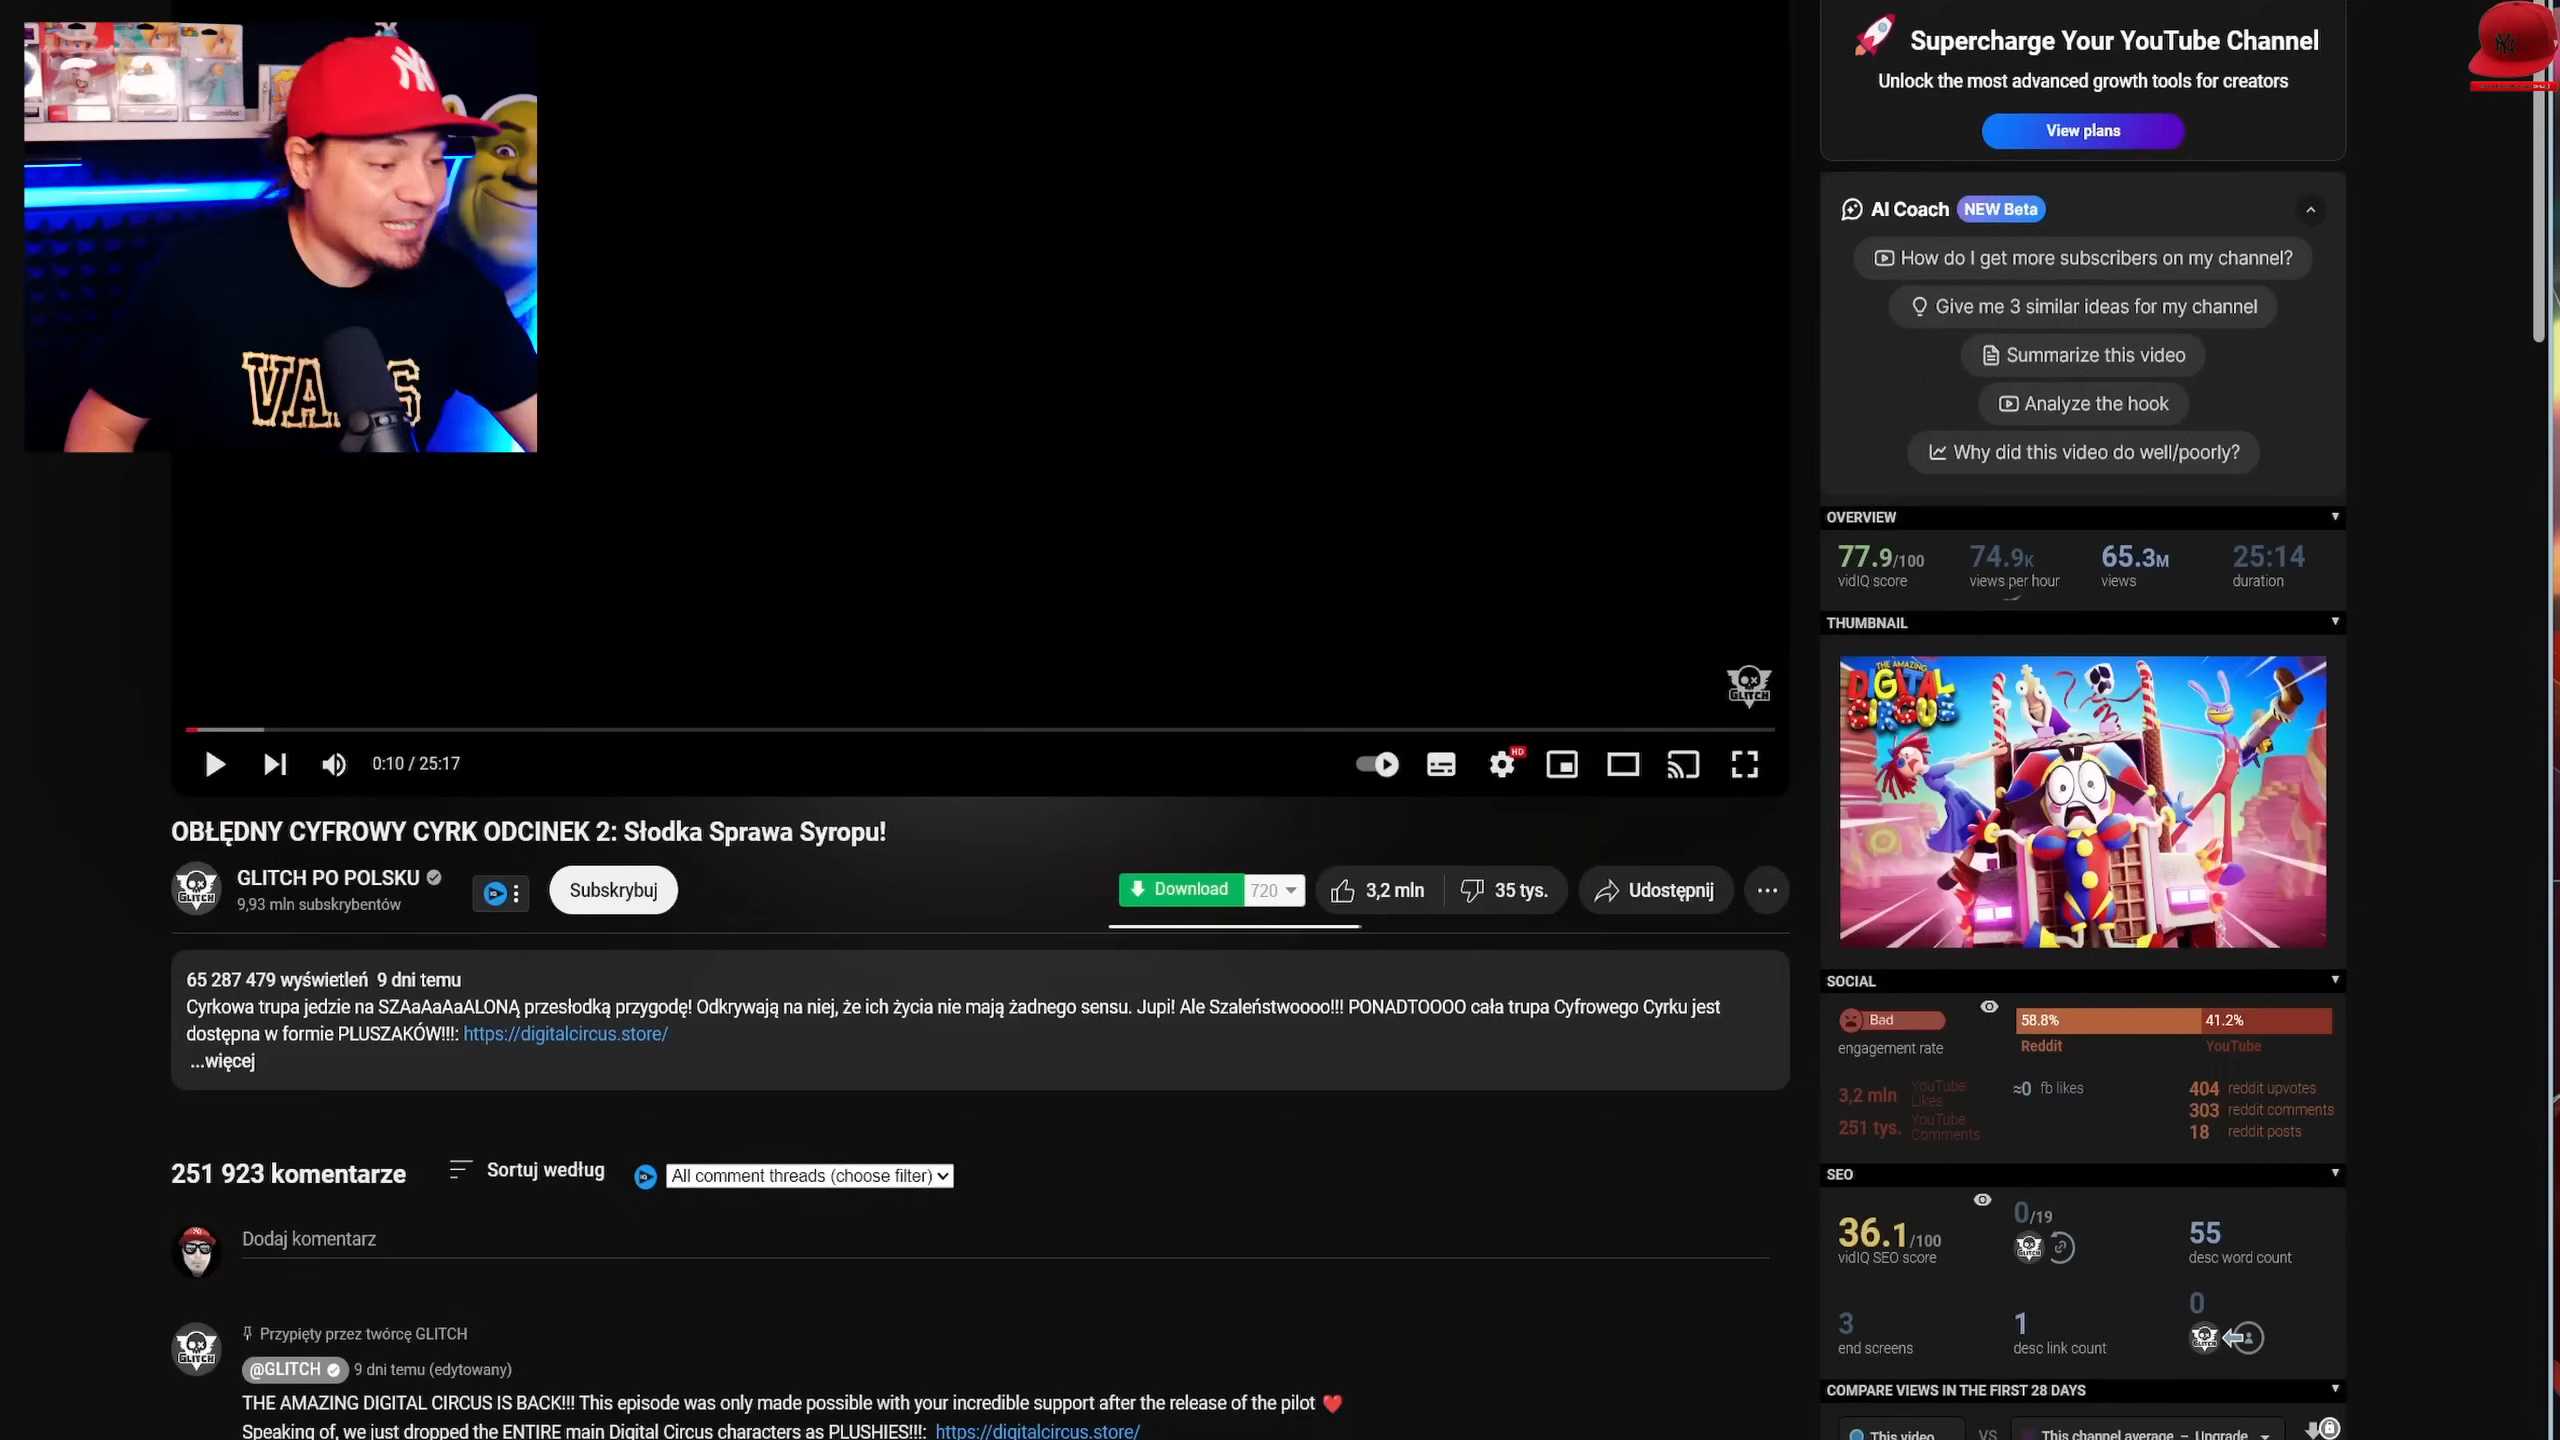 amiibo
NY
VANS
GLITCH
0:10 / 25:17
HD
OBŁĘDNY CYFROWY CYRK ODCINEK 2: Słodka Sprawa Syropu!
GLITCH PO POLSKU
9,93 mln subskrybentów
Subskrybuj
Download 720
3,2 mln
35 tys.
Udostępnij
65 287 479 wyświetleń 9 dni temu
Cyrkowa trupa jedzie na SZAaAaAaALONĄ przesłodką przygodę! Odkrywają na niej, że ich życia nie mają żadnego sensu. Jupi! Ale Szaleństwoooo!!! PONADTOOOO cała trupa Cyfrowego Cyrku jest
dostępna w formie PLUSZAKÓW!!!: https://digitalcircus.store/
...więcej
251 923 komentarze
Sortuj według
All comment threads (choose filter)
Dodaj komentarz
Przypięty przez twórcę GLITCH
@GLITCH 9 dni temu (edytowany)
THE AMAZING DIGITAL CIRCUS IS BACK!!! This episode was only made possible with your incredible support after the release of the pilot ❤️
Speaking of, we just dropped the ENTIRE main Digital Circus characters as PLUSHIES!!!: https://digitalcircus.store/
Supercharge Your YouTube Channel
Unlock the most advanced growth tools for creators
View plans
AI Coach NEW Beta
How do I get more subscribers on my channel?
Give me 3 similar ideas for my channel
Summarize this video
Analyze the hook
Why did this video do well/poorly?
OVERVIEW
77.9/100 74.9K 65.3M 25:14
vidIQ score views per hour views duration
THUMBNAIL
THE AMAZING
DIGITAL
CIRCUS
SOCIAL
Bad 58.8% 41.2%
engagement rate Reddit YouTube
3,2 mln YouTube Likes
251 tys. YouTube Comments
≈0 fb likes
404 reddit upvotes
303 reddit comments
18 reddit posts
SEO
36.1/100
vidIQ SEO score
0/19
55
desc word count
3
end screens
1
desc link count
0
COMPARE VIEWS IN THE FIRST 28 DAYS
This video VS This channel average – Upgrade